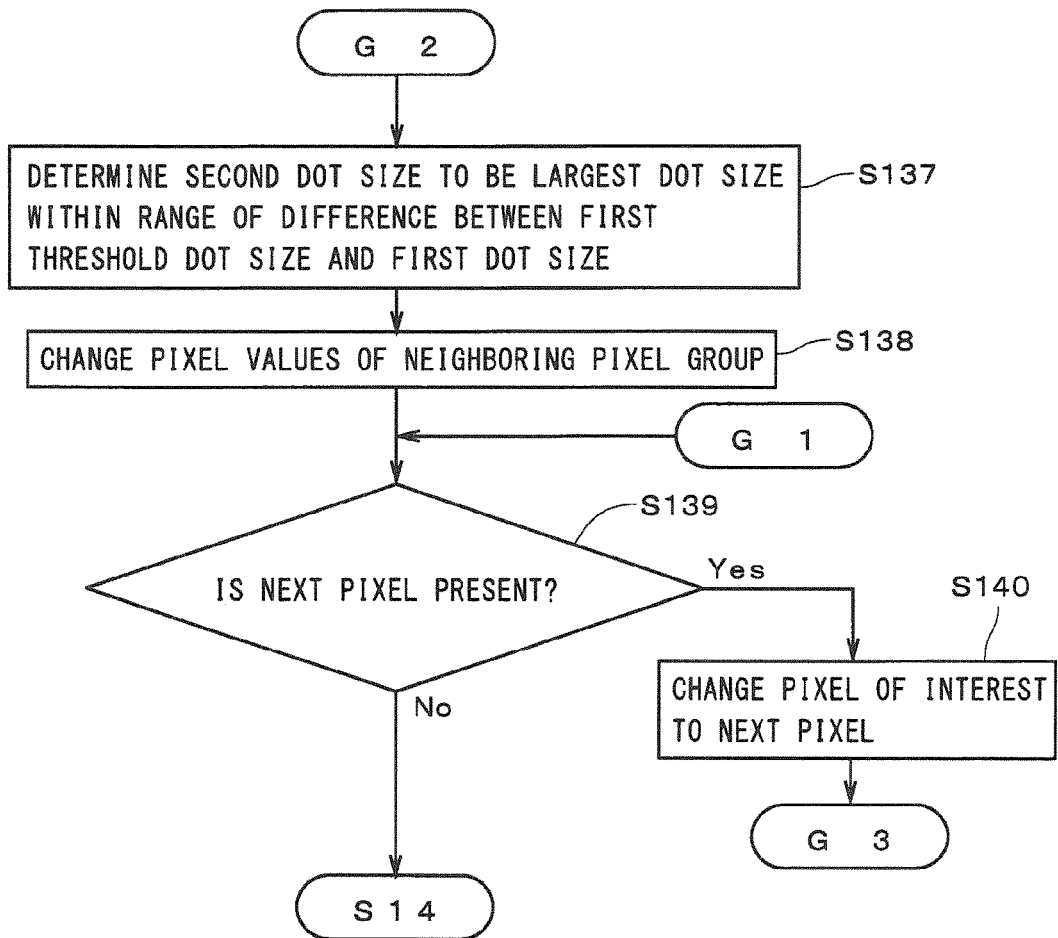 G 2
DETERMINE SECOND DOT SIZE TO BE LARGEST DOT SIZE
WITHIN RANGE OF DIFFERENCE BETWEEN FIRST
THRESHOLD DOT SIZE AND FIRST DOT SIZE
S137
CHANGE PIXEL VALUES OF NEIGHBORING PIXEL GROUP
S138
G 1
S139
IS NEXT PIXEL PRESENT?
Yes
S140
CHANGE PIXEL OF INTEREST
TO NEXT PIXEL
No
G 3
S14